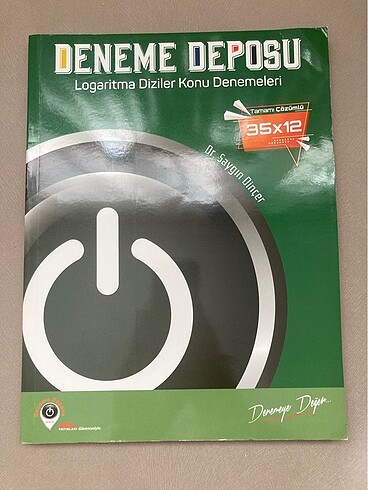 DENEME DEPOSU
Logaritma Diziler Konu Denemeleri
Tamamı Çözümlü
35x12
Dr. Saygın Dinçer
Denemeye Değer...